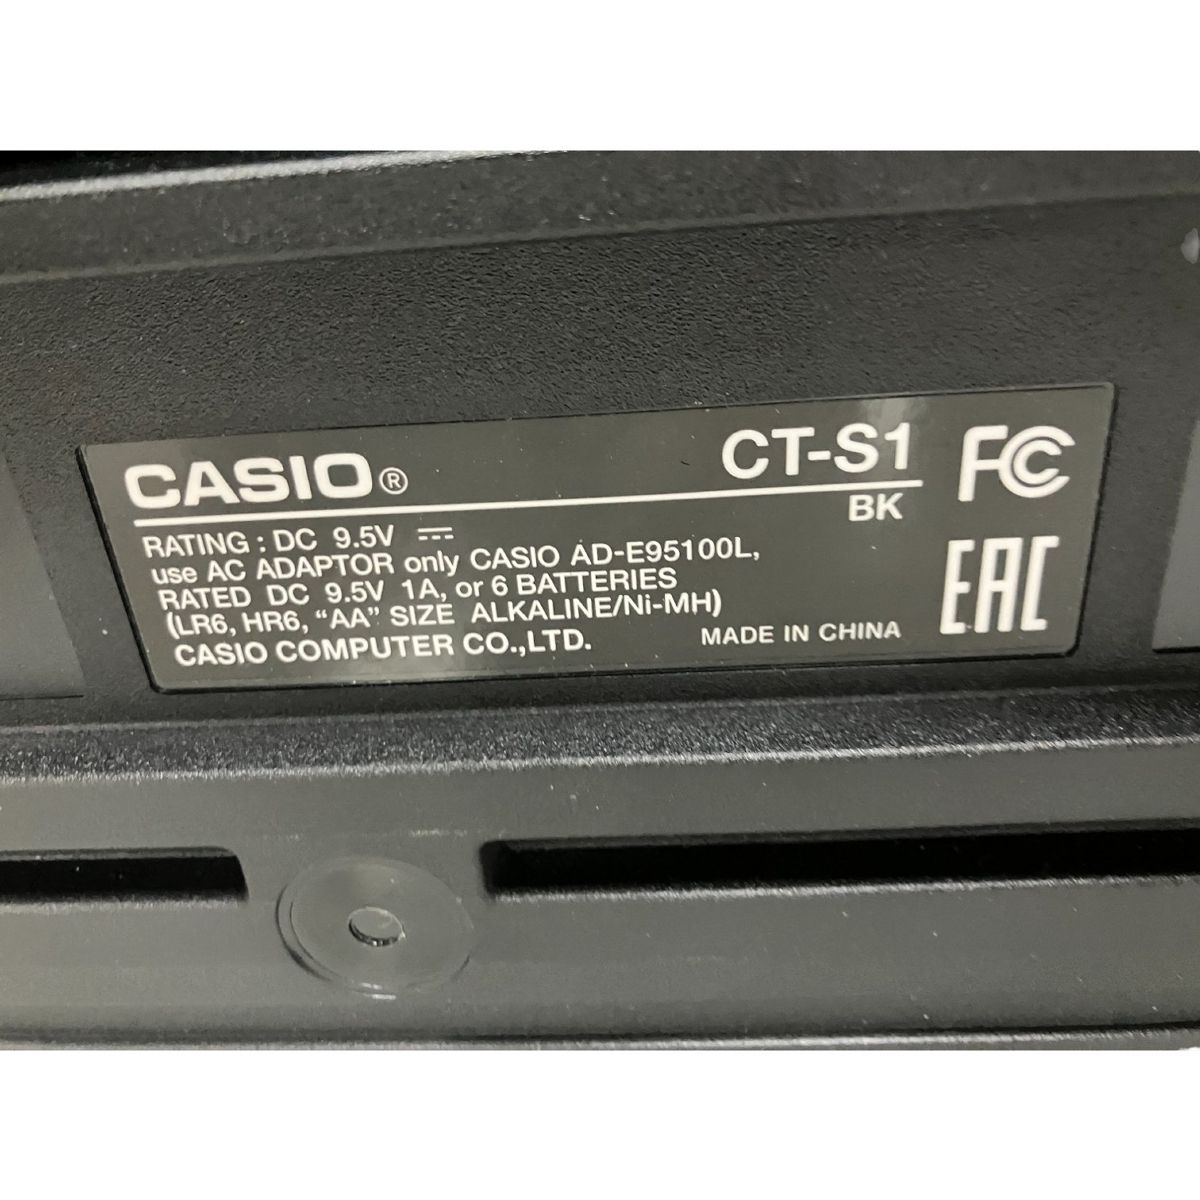 CASIO® CT-S1 FC
BK
RATING : DC 9.5V ⎓
use AC ADAPTOR only CASIO AD-E95100L,
RATED DC 9.5V 1A, or 6 BATTERIES
(LR6, HR6, “AA” SIZE ALKALINE/Ni-MH)
CASIO COMPUTER CO.,LTD. MADE IN CHINA
EAC